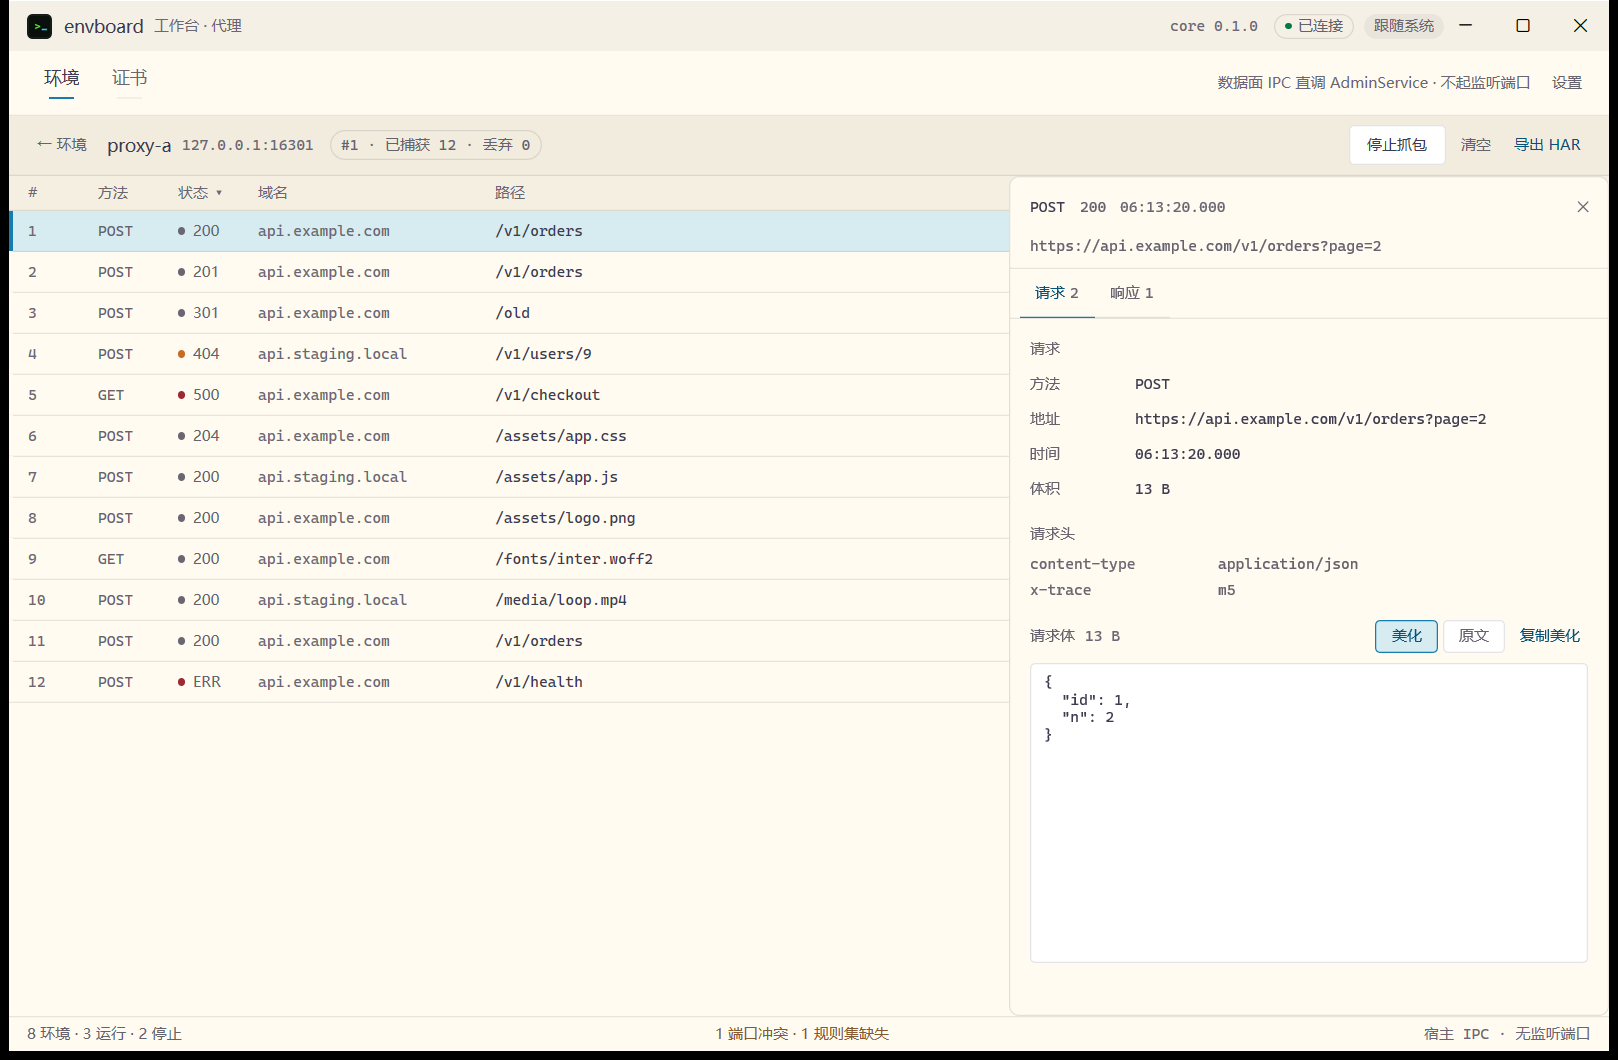 >_ envboard 工作台 · 代理 core 0.1.0 已连接 跟随系统
环境 证书 数据面 IPC 直调 AdminService · 不起监听端口 设置
← 环境 proxy-a 127.0.0.1:16301 #1 · 已捕获 12 · 丢弃 0 停止抓包 清空 导出 HAR
# 方法 状态 ▾ 域名 路径
1 POST 200 api.example.com /v1/orders
2 POST 201 api.example.com /v1/orders
3 POST 301 api.example.com /old
4 POST 404 api.staging.local /v1/users/9
5 GET 500 api.example.com /v1/checkout
6 POST 204 api.example.com /assets/app.css
7 POST 200 api.staging.local /assets/app.js
8 POST 200 api.example.com /assets/logo.png
9 GET 200 api.example.com /fonts/inter.woff2
10 POST 200 api.staging.local /media/loop.mp4
11 POST 200 api.example.com /v1/orders
12 POST ERR api.example.com /v1/health
POST 200 06:13:20.000
https://api.example.com/v1/orders?page=2
请求 2 响应 1
请求
方法 POST
地址 https://api.example.com/v1/orders?page=2
时间 06:13:20.000
体积 13 B
请求头
content-type application/json
x-trace m5
请求体 13 B 美化 原文 复制美化
{
"id": 1,
"n": 2
}
8 环境 · 3 运行 · 2 停止 1 端口冲突 · 1 规则集缺失 宿主 IPC · 无监听端口